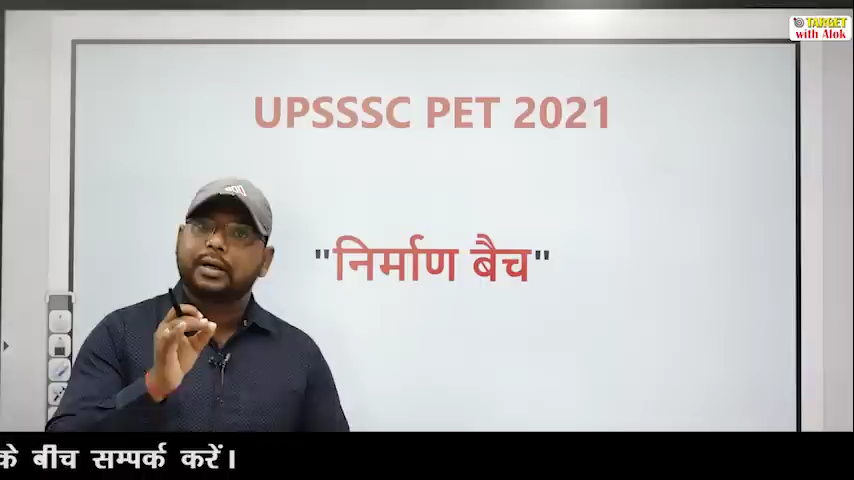 TARGET
with Alok
UPSSSC PET 2021
"निर्माण बैच"
के बीच सम्पर्क करें।